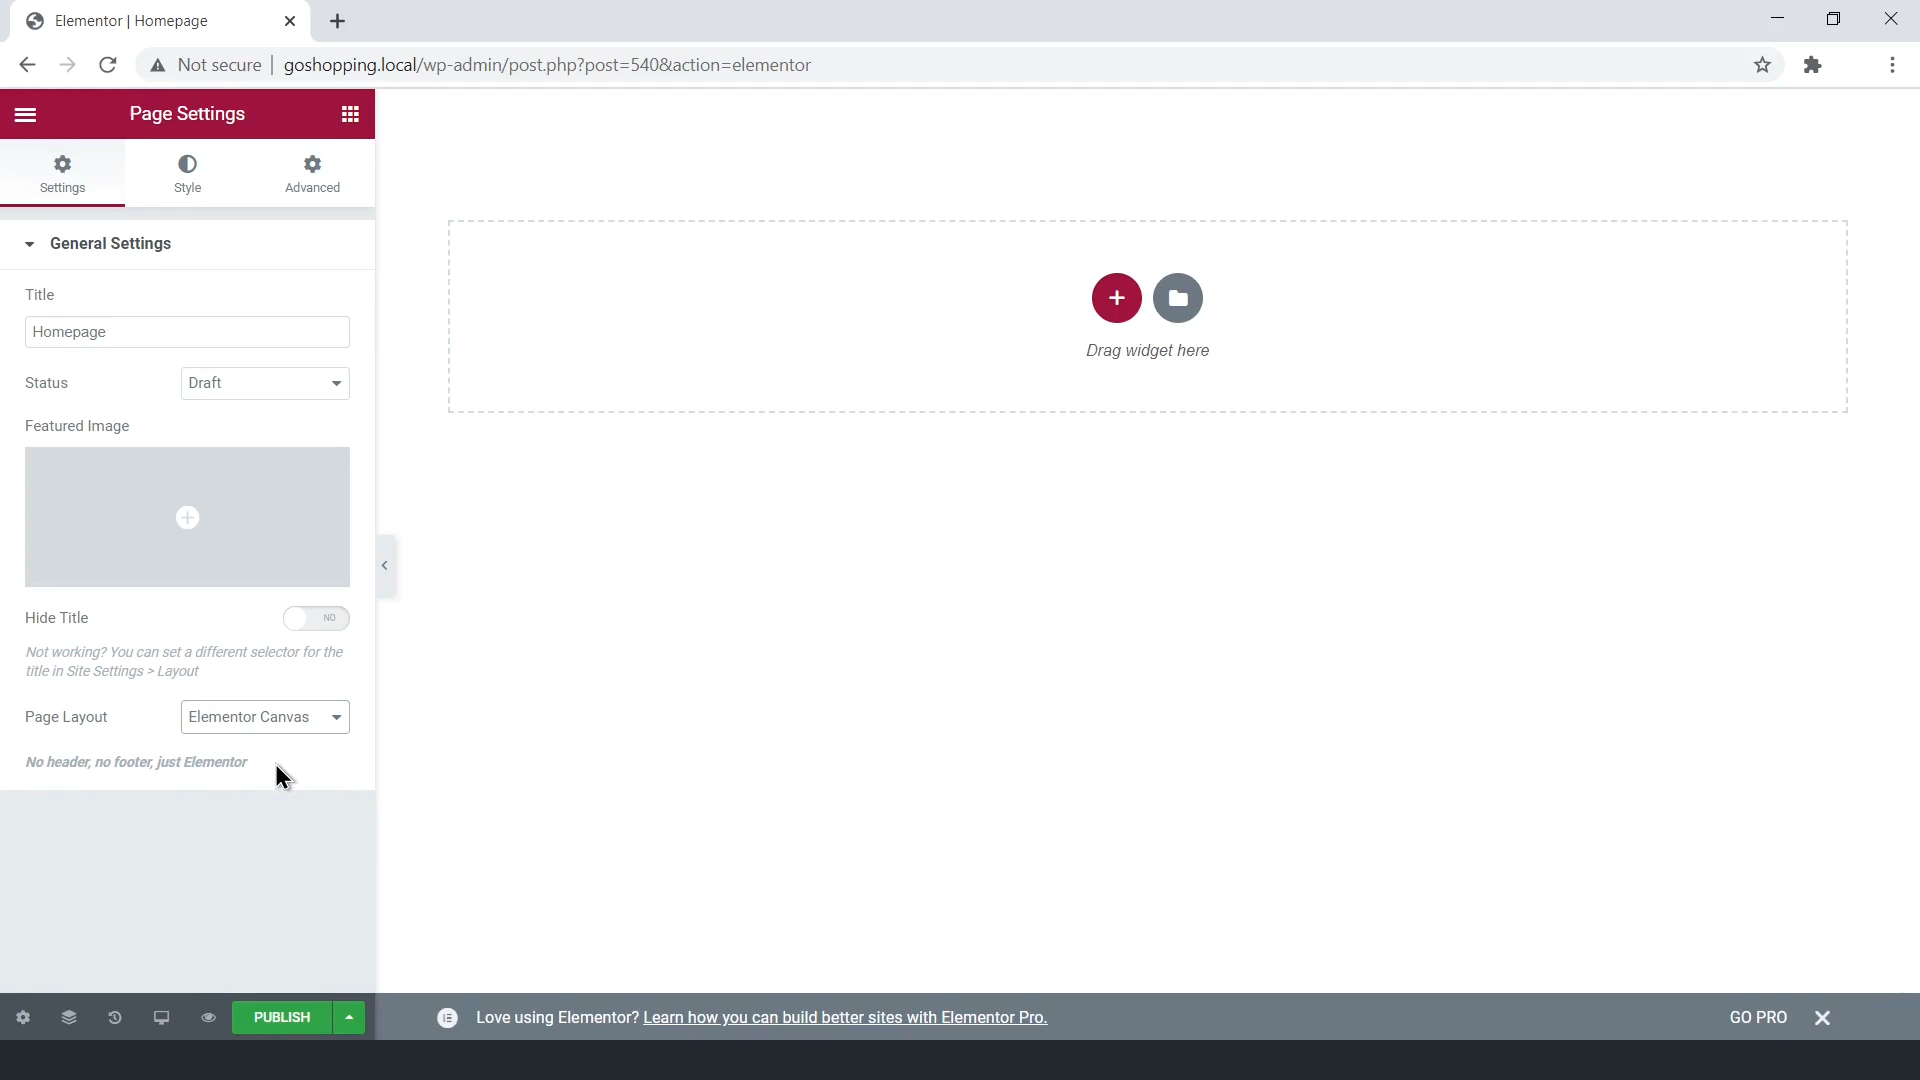 Elementor | Homepage
Not secure
goshopping.local/wp-admin/post.php?post=540&action=elementor
Page Settings
Settings
Style
Advanced
General Settings
Title
Homepage
Status
Draft
Featured Image
Hide Title
NO
Not working? You can set a different selector for the
title in Site Settings > Layout
Page Layout
Elementor Canvas
No header, no footer, just Elementor
Drag widget here
PUBLISH
Love using Elementor? Learn how you can build better sites with Elementor Pro.
GO PRO